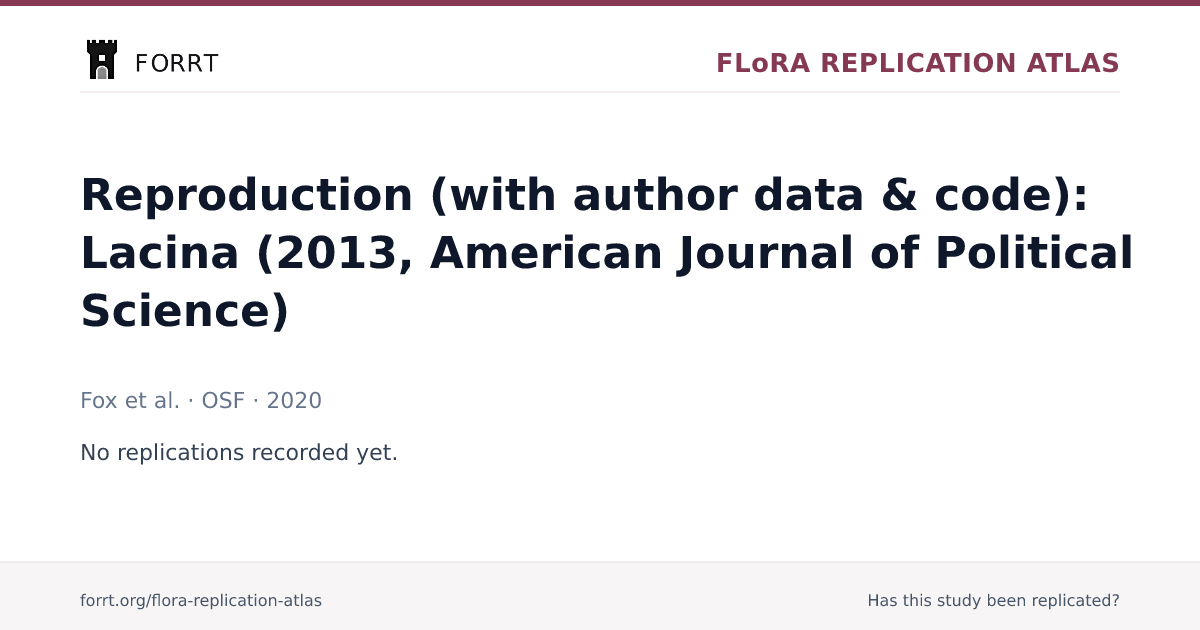 FORRT
FLoRA REPLICATION ATLAS
Reproduction (with author data & code):
Lacina (2013, American Journal of Political
Science)
Fox et al. · OSF · 2020
No replications recorded yet.
forrt.org/flora-replication-atlas
Has this study been replicated?